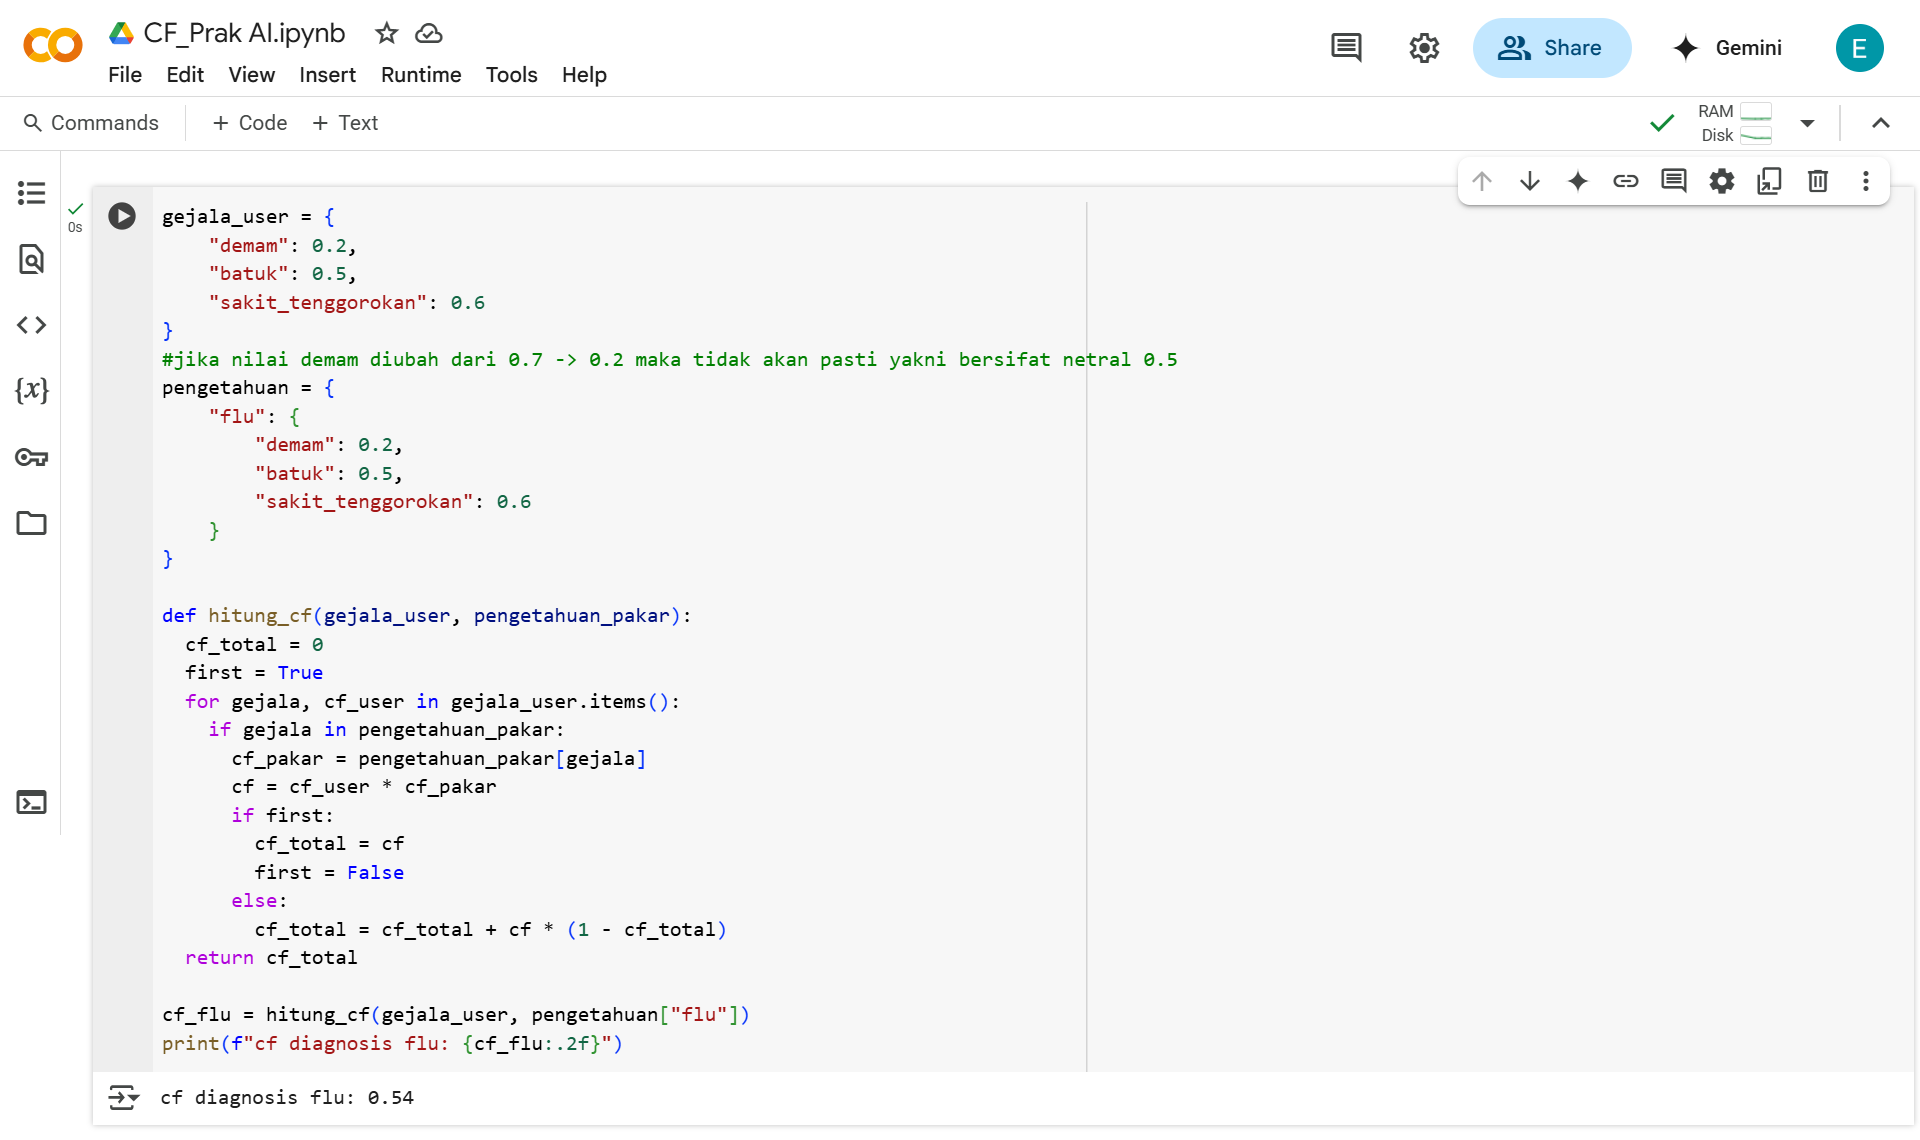 CF_Prak AI.ipynb
File Edit View Insert Runtime Tools Help
Share
Gemini
E
Commands + Code + Text
RAM
Disk
0s
gejala_user = {
    "demam": 0.2,
    "batuk": 0.5,
    "sakit_tenggorokan": 0.6
}
#jika nilai demam diubah dari 0.7 -> 0.2 maka tidak akan pasti yakni bersifat netral 0.5
pengetahuan = {
    "flu": {
        "demam": 0.2,
        "batuk": 0.5,
        "sakit_tenggorokan": 0.6
    }
}
def hitung_cf(gejala_user, pengetahuan_pakar):
  cf_total = 0
  first = True
  for gejala, cf_user in gejala_user.items():
    if gejala in pengetahuan_pakar:
      cf_pakar = pengetahuan_pakar[gejala]
      cf = cf_user * cf_pakar
      if first:
        cf_total = cf
        first = False
      else:
        cf_total = cf_total + cf * (1 - cf_total)
  return cf_total
cf_flu = hitung_cf(gejala_user, pengetahuan["flu"])
print(f"cf diagnosis flu: {cf_flu:.2f}")
cf diagnosis flu: 0.54